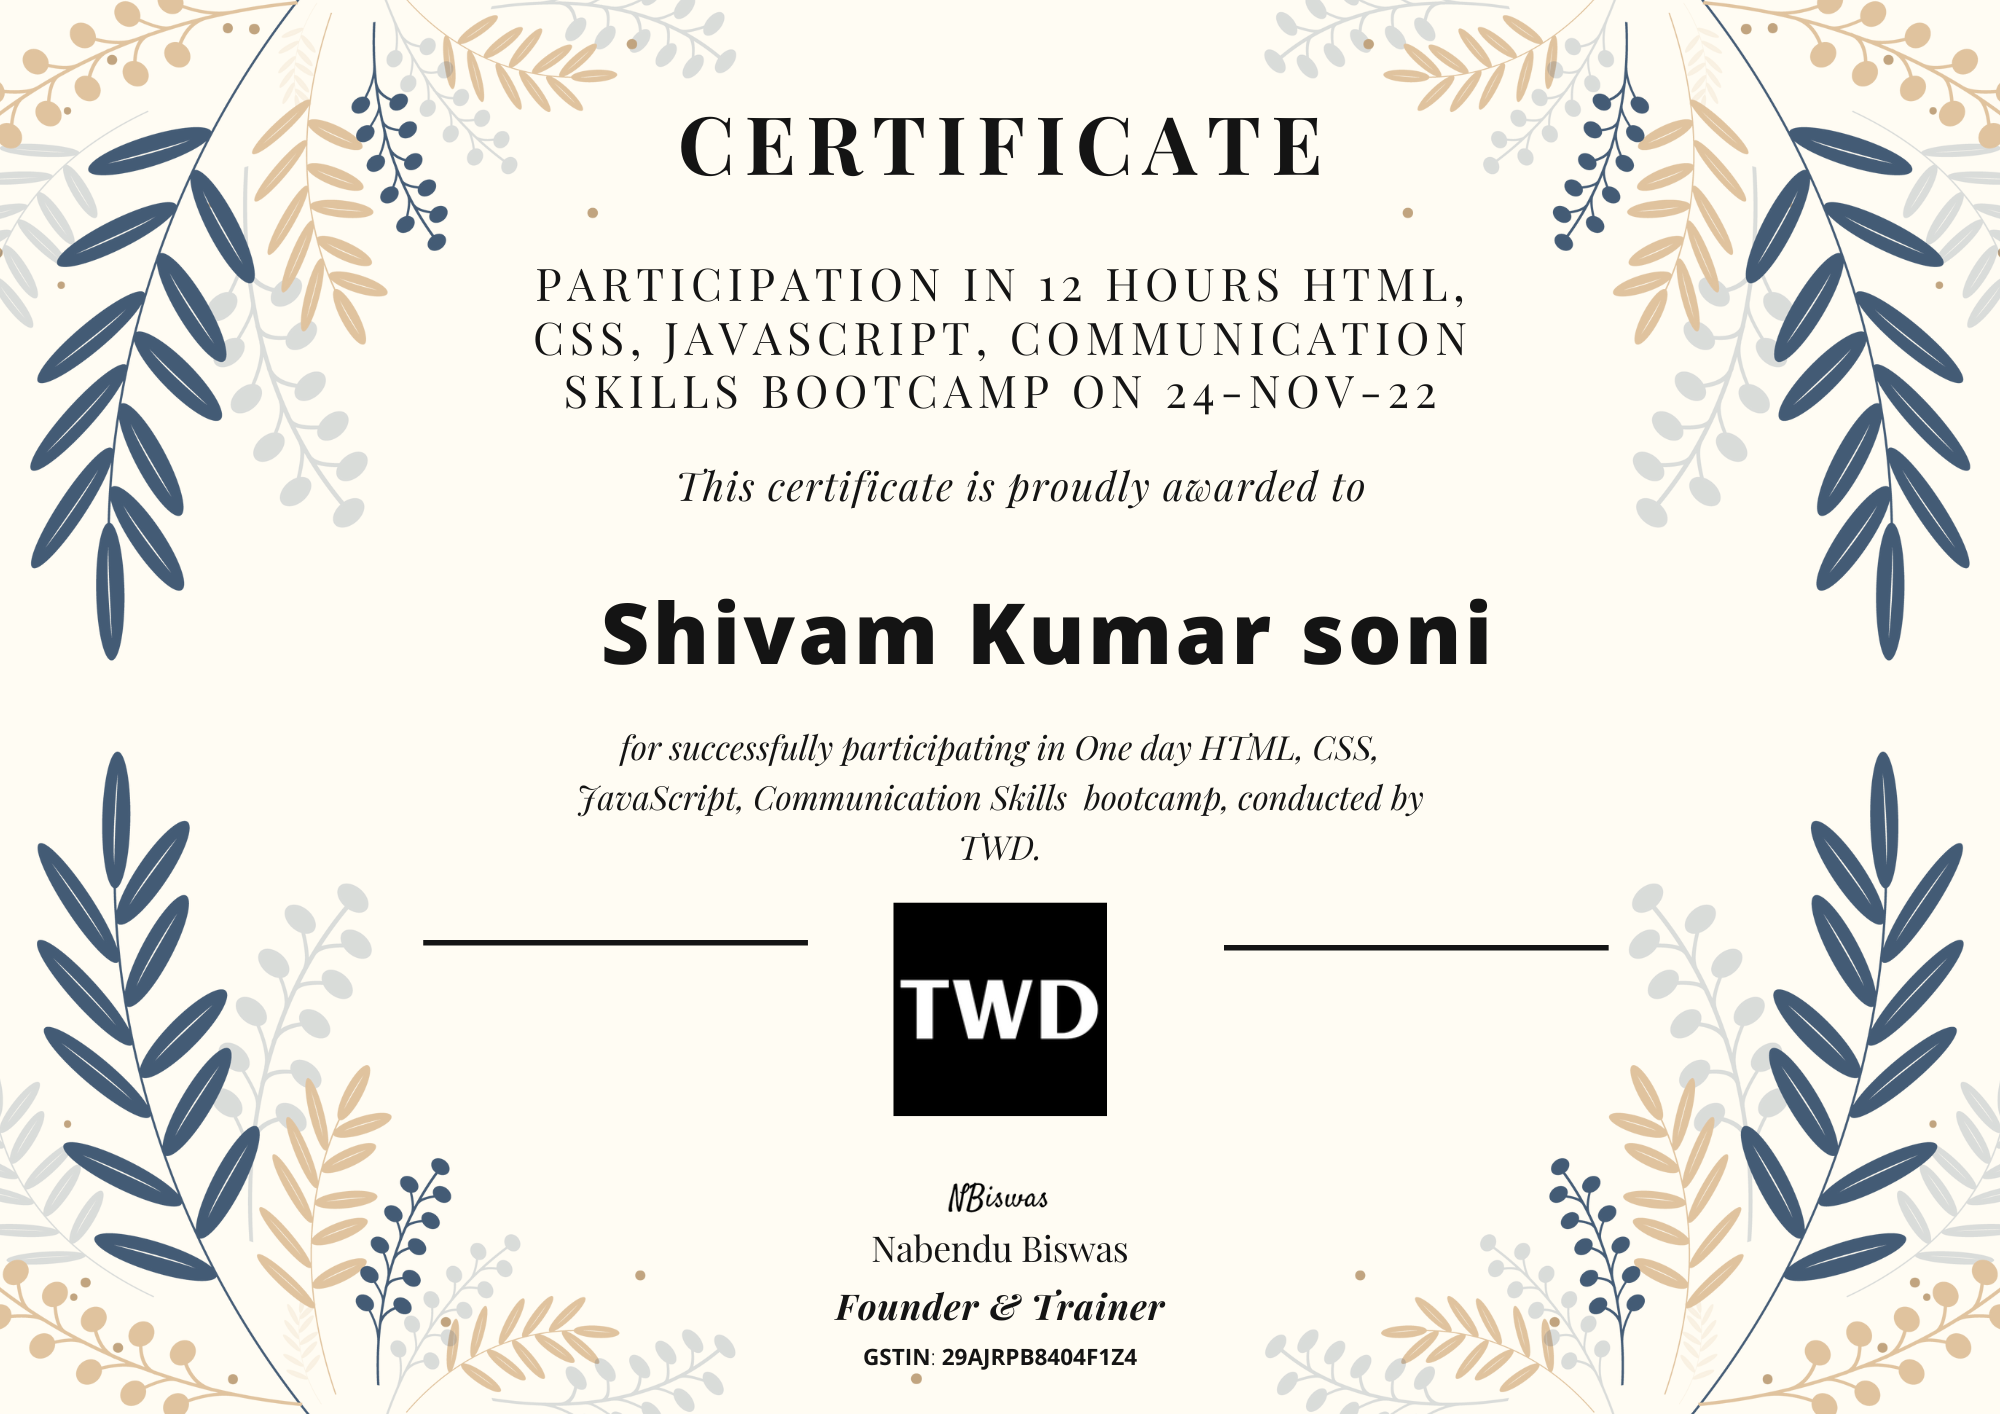 CERTIFICATE
PARTICIPATION IN 12 HOURS HTML,
CSS, JAVASCRIPT, COMMUNICATION
SKILLS BOOTCAMP ON 24-NOV-22
This certificate is proudly awarded to
Shivam Kumar soni
for successfully participating in One day HTML, CSS,
JavaScript, Communication Skills bootcamp, conducted by
TWD.
TWD
NBiswas
Nabendu Biswas
Founder & Trainer
GSTIN: 29AJRPB8404F1Z4